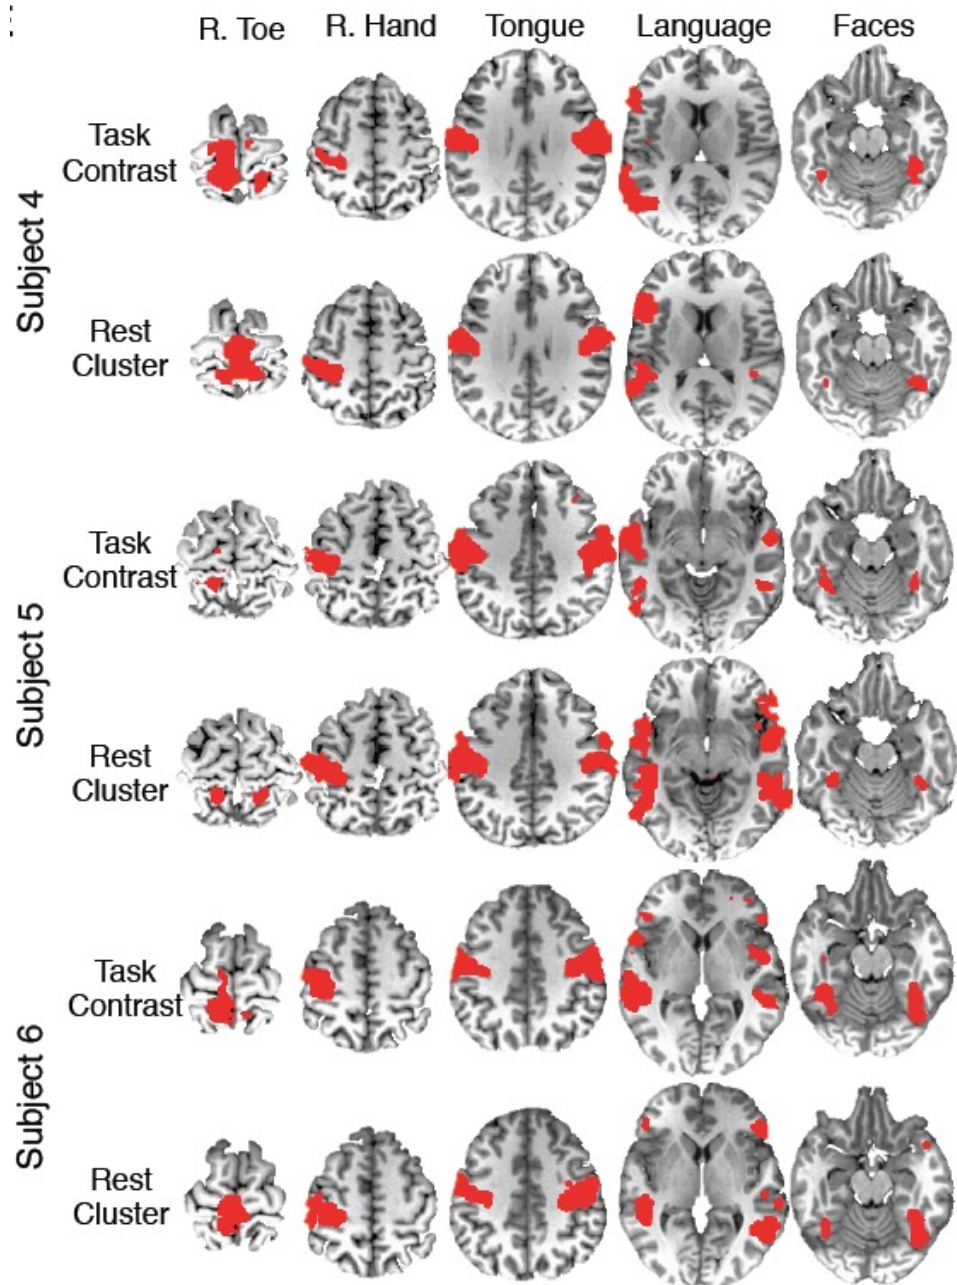 R. Toe R. Hand Tongue Language Faces
Subject 4
Task
Contrast
Rest
Cluster
Subject 5
Task
Contrast
Rest
Cluster
Subject 6
Task
Contrast
Rest
Cluster